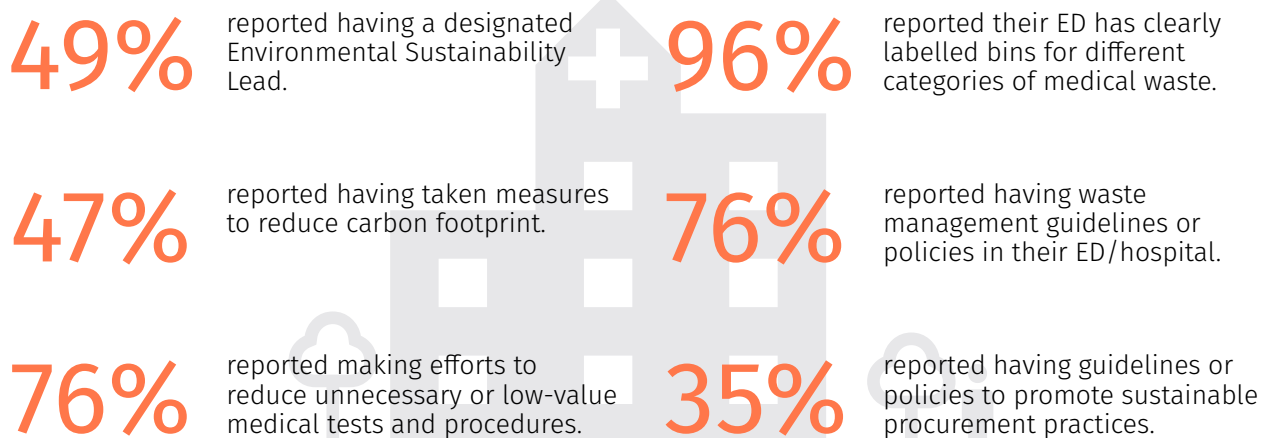 49%
reported having a designated
Environmental Sustainability
Lead.
96%
reported their ED has clearly
labelled bins for different
categories of medical waste.
47%
reported having taken measures
to reduce carbon footprint.
76%
reported having waste
management guidelines or
policies in their ED/hospital.
76%
reported making efforts to
reduce unnecessary or low-value
medical tests and procedures.
35%
reported having guidelines or
policies to promote sustainable
procurement practices.